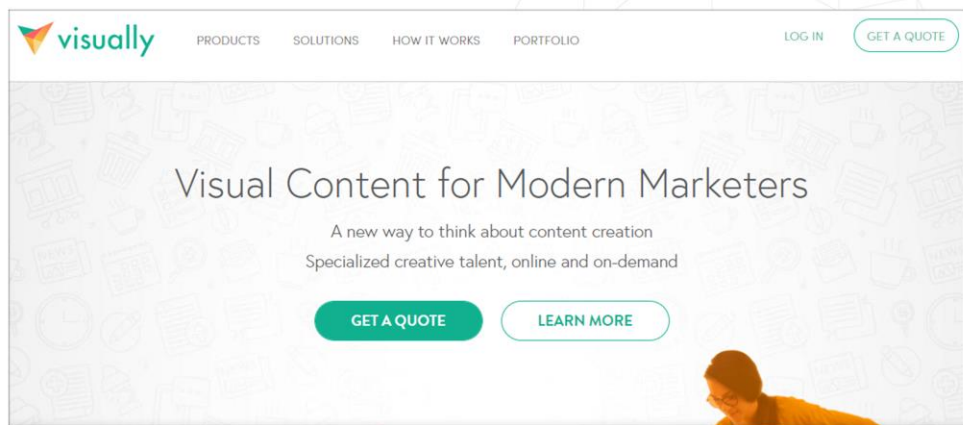 visually
PRODUCTS SOLUTIONS HOW IT WORKS PORTFOLIO LOG IN GET A QUOTE
Visual Content for Modern Marketers
A new way to think about content creation
Specialized creative talent, online and on-demand
GET A QUOTE LEARN MORE